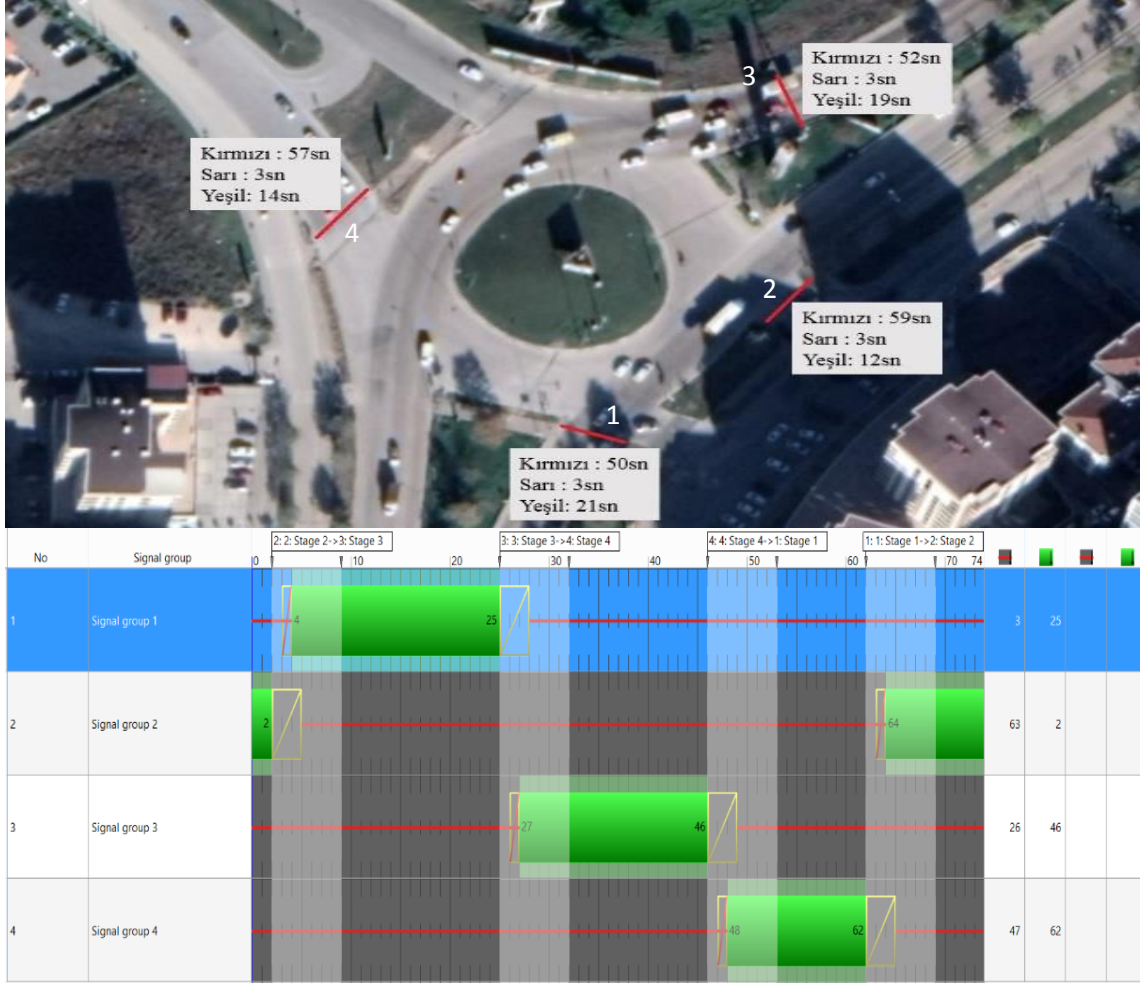 3
Kırmızı : 52sn
Sarı : 3sn
Yeşil: 19sn
Kırmızı : 57sn
Sarı : 3sn
Yeşil: 14sn
4
2
Kırmızı : 59sn
Sarı : 3sn
Yeşil: 12sn
1
Kırmızı : 50sn
Sarı : 3sn
Yeşil: 21sn
2: 2: Stage 2->3: Stage 3 3: 3: Stage 3->4: Stage 4 4: 4: Stage 4->1: Stage 1 1: 1: Stage 1->2: Stage 2
No Signal group 0 10 20 30 40 50 60 70 74
1 Signal group 1 4 25 3 25
2 Signal group 2 2 64 63 2
3 Signal group 3 27 46 26 46
4 Signal group 4 48 62 47 62